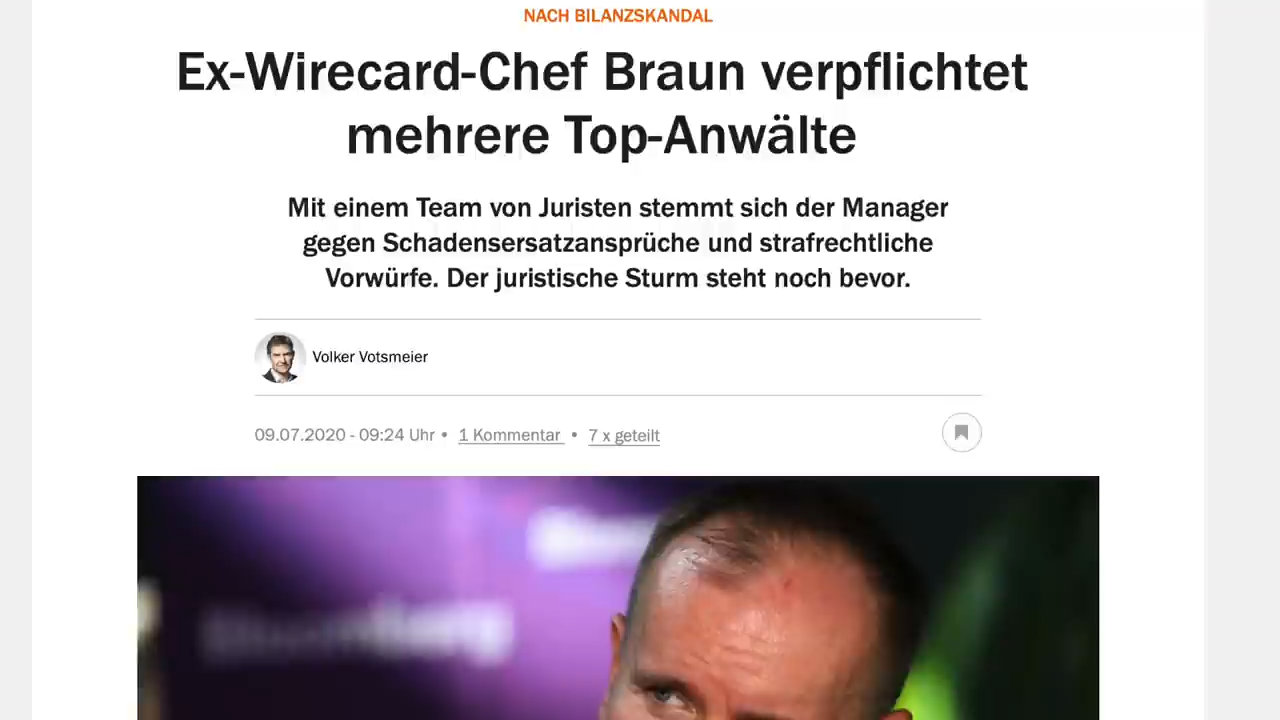 NACH BILANZSKANDAL
Ex-Wirecard-Chef Braun verpflichtet
mehrere Top-Anwälte
Mit einem Team von Juristen stemmt sich der Manager
gegen Schadensersatzansprüche und strafrechtliche
Vorwürfe. Der juristische Sturm steht noch bevor.
Volker Votsmeier
09.07.2020 - 09:24 Uhr • 1 Kommentar • 7 x geteilt